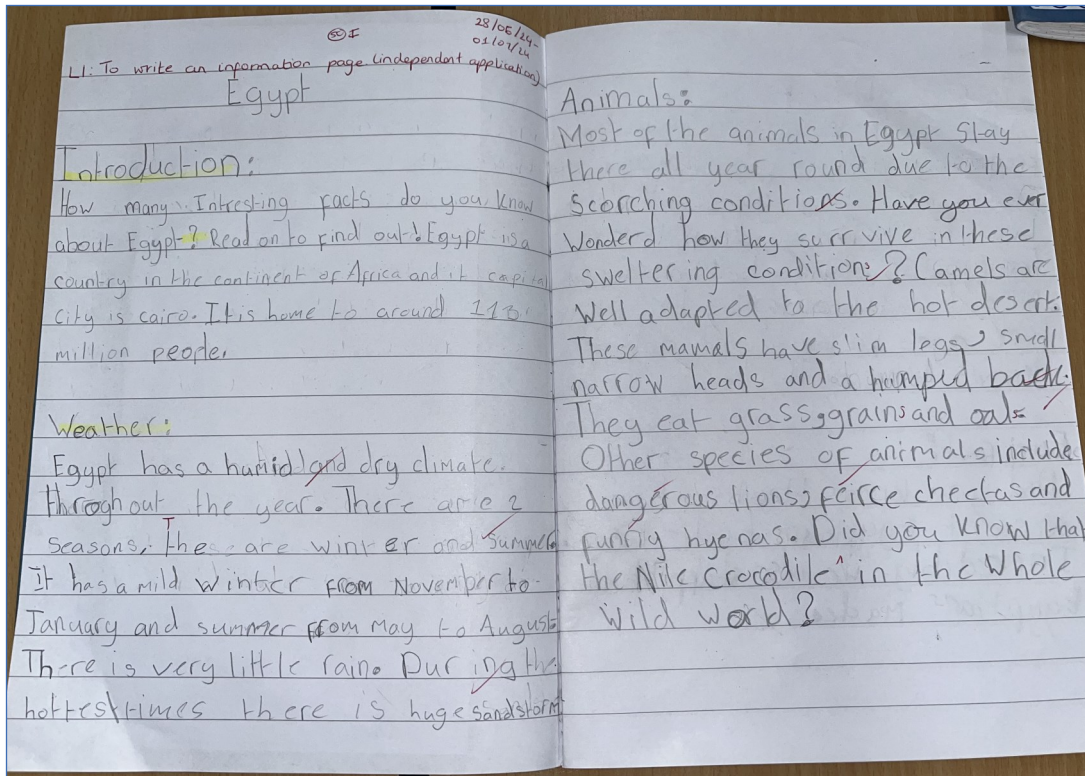 I
28/06/24-
01/07/24
LI: To write an information page (independent application)
Egypt
Introduction:
How many Intresting facts do you know
about Egypt? Read on to find out! Egypt is a
country in the continent of Africa and it capital
city is cairo. It is home to around 113
million people.
Weather:
Egypt has a humid and dry climate.
throghout the year. There are 2
seasons. The are winter and summer
It has a mild winter from November to
January and summer from May to August
There is very little rain. During the
hottest times there is huge sandstorm
Animals:
Most of the animals in Egypt stay
there all year round due to the
scorching conditions. Have you ever
Wonderd how they surrvive in these
sweltering conditions? Camels are
Well adapted to the hot desert.
These mamals have slim legs, small
narrow heads and a humped back.
They eat grass, grains and oats
Other species of animals include
dangerous lions, feirce cheetas and
funny hyenas. Did you know that
the Nile Crocodile ^ in the Whole
Wild world?